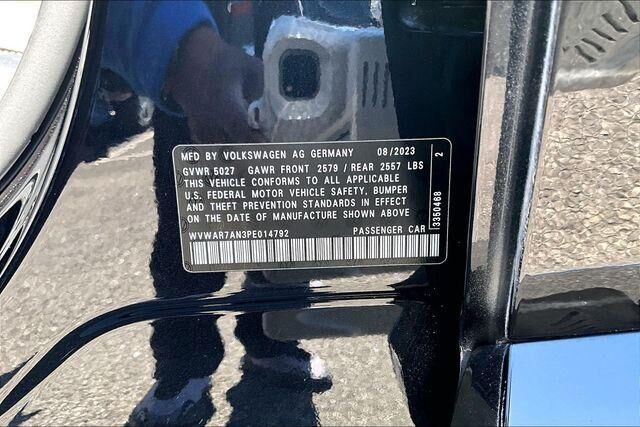 MFD BY VOLKSWAGEN AG GERMANY 08/2023
GVWR 5027 GAWR FRONT 2579 / REAR 2557 LBS
THIS VEHICLE CONFORMS TO ALL APPLICABLE
U.S. FEDERAL MOTOR VEHICLE SAFETY, BUMPER
AND THEFT PREVENTION STANDARDS IN EFFECT
ON THE DATE OF MANUFACTURE SHOWN ABOVE
WVWAR7AN3PE014792 PASSENGER CAR
3350468 2